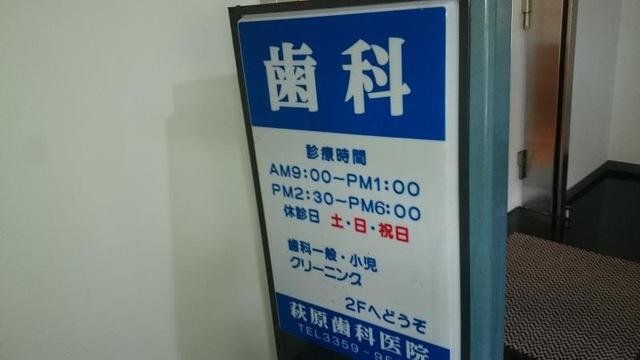 歯科
診療時間
AM9:00〜PM1:00
PM2:30〜PM6:00
休診日 土・日・祝日
歯科一般・小児
クリーニング
2Fへどうぞ
萩原歯科医院